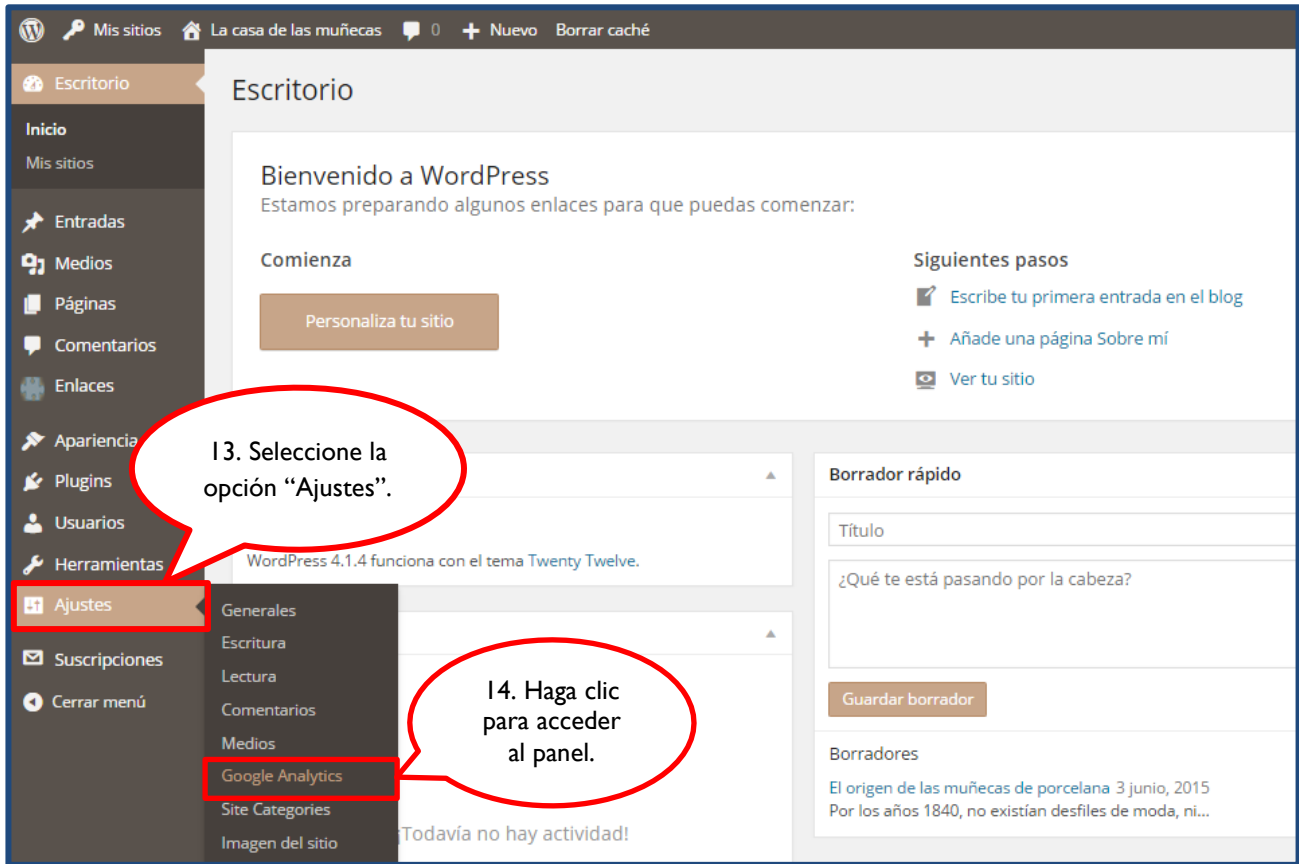 Mis sitios La casa de las muñecas 0 Nuevo Borrar caché
Escritorio
Inicio
Mis sitios
Entradas
Medios
Páginas
Comentarios
Enlaces
Apariencia
Plugins
Usuarios
Herramientas
Ajustes
Suscripciones
Cerrar menú
Generales
Escritura
Lectura
Comentarios
Medios
Google Analytics
Site Categories
Imagen del sitio
13. Seleccione la
opción “Ajustes”.
14. Haga clic
para acceder
al panel.
Escritorio
Bienvenido a WordPress
Estamos preparando algunos enlaces para que puedas comenzar:
Comienza
Personaliza tu sitio
Siguientes pasos
Escribe tu primera entrada en el blog
Añade una página Sobre mí
Ver tu sitio
WordPress 4.1.4 funciona con el tema Twenty Twelve.
¡Todavía no hay actividad!
Borrador rápido
Título
¿Qué te está pasando por la cabeza?
Guardar borrador
Borradores
El origen de las muñecas de porcelana 3 junio, 2015
Por los años 1840, no existían desfiles de moda, ni...